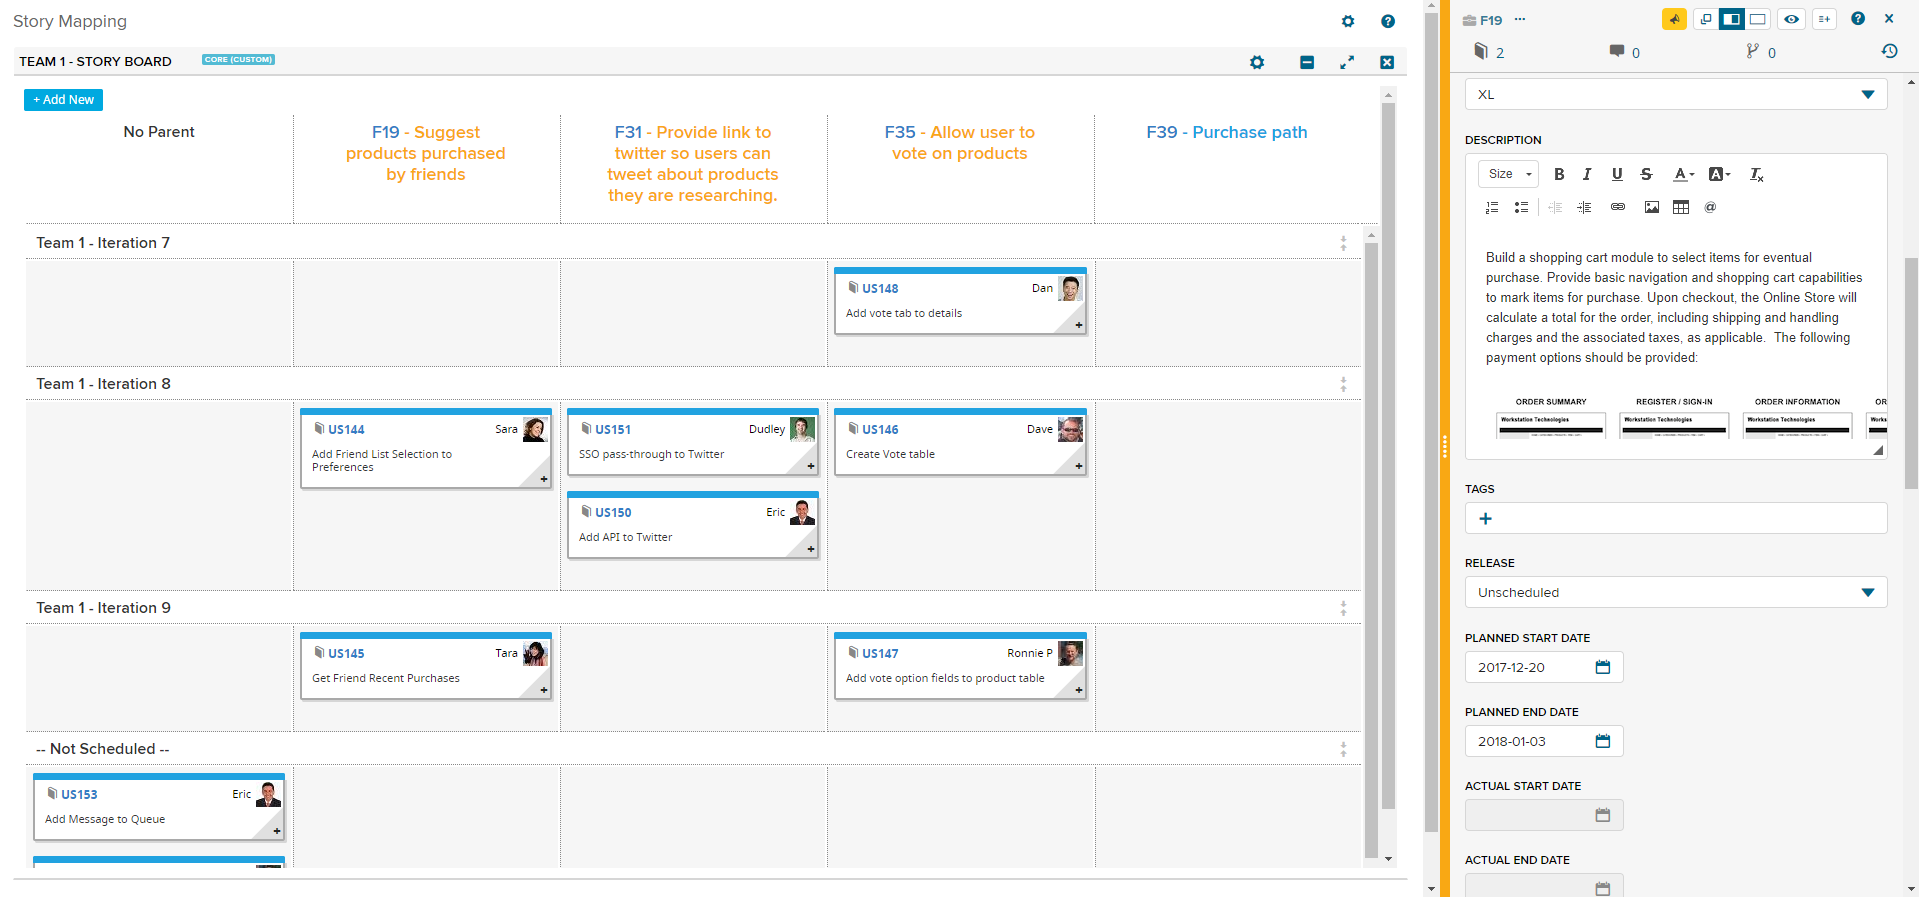 Story Mapping
TEAM 1 - STORY BOARD
CORE (CUSTOM)
+ Add New
No Parent
F19 - Suggest
products purchased
by friends
F31 - Provide link to
twitter so users can
tweet about products
they are researching.
F35 - Allow user to
vote on products
F39 - Purchase path
Team 1 - Iteration 7
US148
Dan
Add vote tab to details
Team 1 - Iteration 8
US144
Sara
Add Friend List Selection to
Preferences
US151
Dudley
SSO pass-through to Twitter
US146
Dave
Create Vote table
US150
Eric
Add API to Twitter
Team 1 - Iteration 9
US145
Tara
Get Friend Recent Purchases
US147
Ronnie P
Add vote option fields to product table
-- Not Scheduled --
US153
Eric
Add Message to Queue
F19 ...
2
0
0
XL
DESCRIPTION
Size
B I U S A A Tx
@
Build a shopping cart module to select items for eventual
purchase. Provide basic navigation and shopping cart capabilities
to mark items for purchase. Upon checkout, the Online Store will
calculate a total for the order, including shipping and handling
charges and the associated taxes, as applicable.  The following
payment options should be provided:
ORDER SUMMARY
REGISTER / SIGN-IN
ORDER INFORMATION
OR
Workstation Technologies
Workstation Technologies
Workstation Technologies
Work
TAGS
+
RELEASE
Unscheduled
PLANNED START DATE
2017-12-20
PLANNED END DATE
2018-01-03
ACTUAL START DATE
ACTUAL END DATE